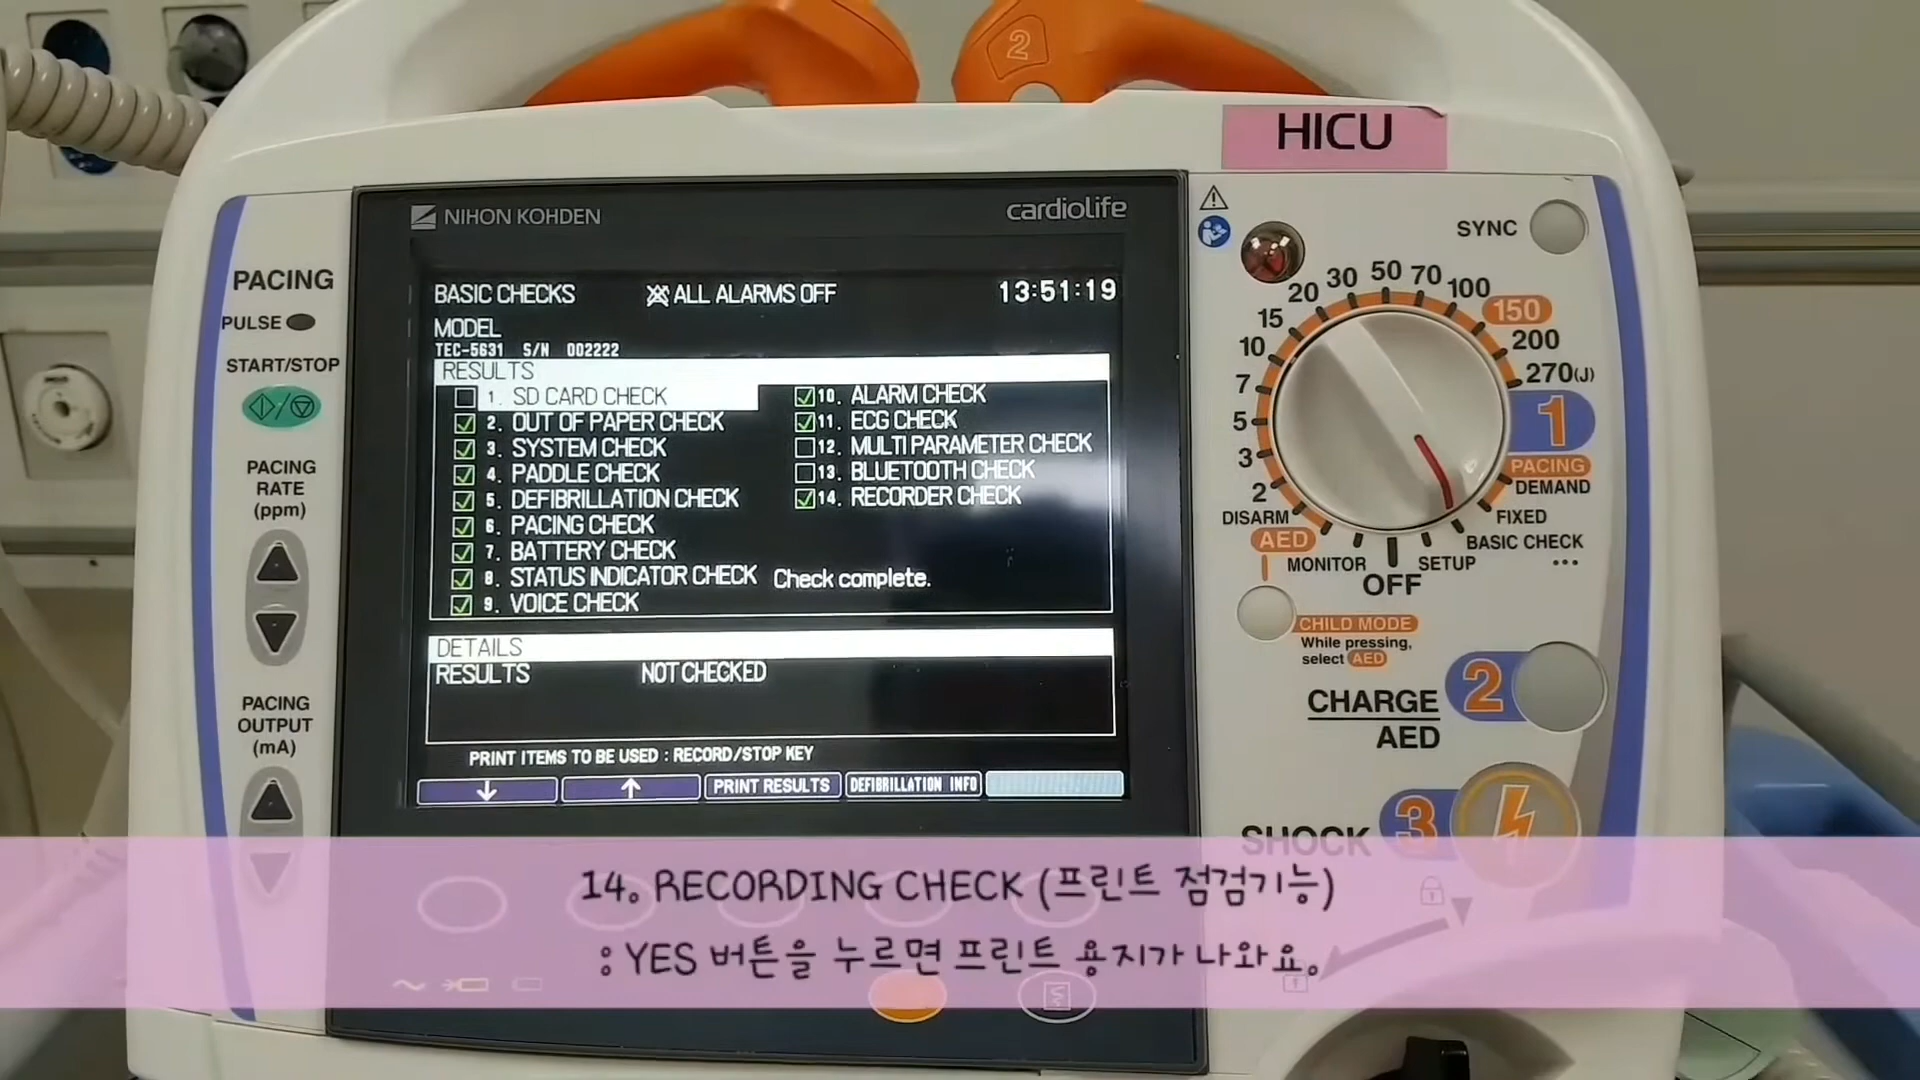 2
HICU
NIHON KOHDEN
cardiolife
BASIC CHECKS
ALL ALARMS OFF
13:51:19
MODEL
TEC-5631 S/N 002222
RESULTS
1. SD CARD CHECK
2. OUT OF PAPER CHECK
3. SYSTEM CHECK
4. PADDLE CHECK
5. DEFIBRILLATION CHECK
6. PACING CHECK
7. BATTERY CHECK
8. STATUS INDICATOR CHECK
9. VOICE CHECK
10. ALARM CHECK
11. ECG CHECK
12. MULTI PARAMETER CHECK
13. BLUETOOTH CHECK
14. RECORDER CHECK
Check complete.
DETAILS
RESULTS NOT CHECKED
PRINT ITEMS TO BE USED : RECORD/STOP KEY
↓ ↑ PRINT RESULTS DEFIBRILLATION INFO
PACING
PULSE
START/STOP
PACING
RATE
(ppm)
PACING
OUTPUT
(mA)
SYNC
DISARM
2
3
5
7
10
15
20
30
50
70
100
150
200
270(J)
1
PACING
DEMAND
FIXED
BASIC CHECK
...
SETUP
OFF
MONITOR
AED
CHILD MODE
While pressing,
select AED
CHARGE
AED
2
SHOCK
3
14. RECORDING CHECK (프린트 점검기능)
: YES 버튼을 누르면 프린트 용지가 나와요.